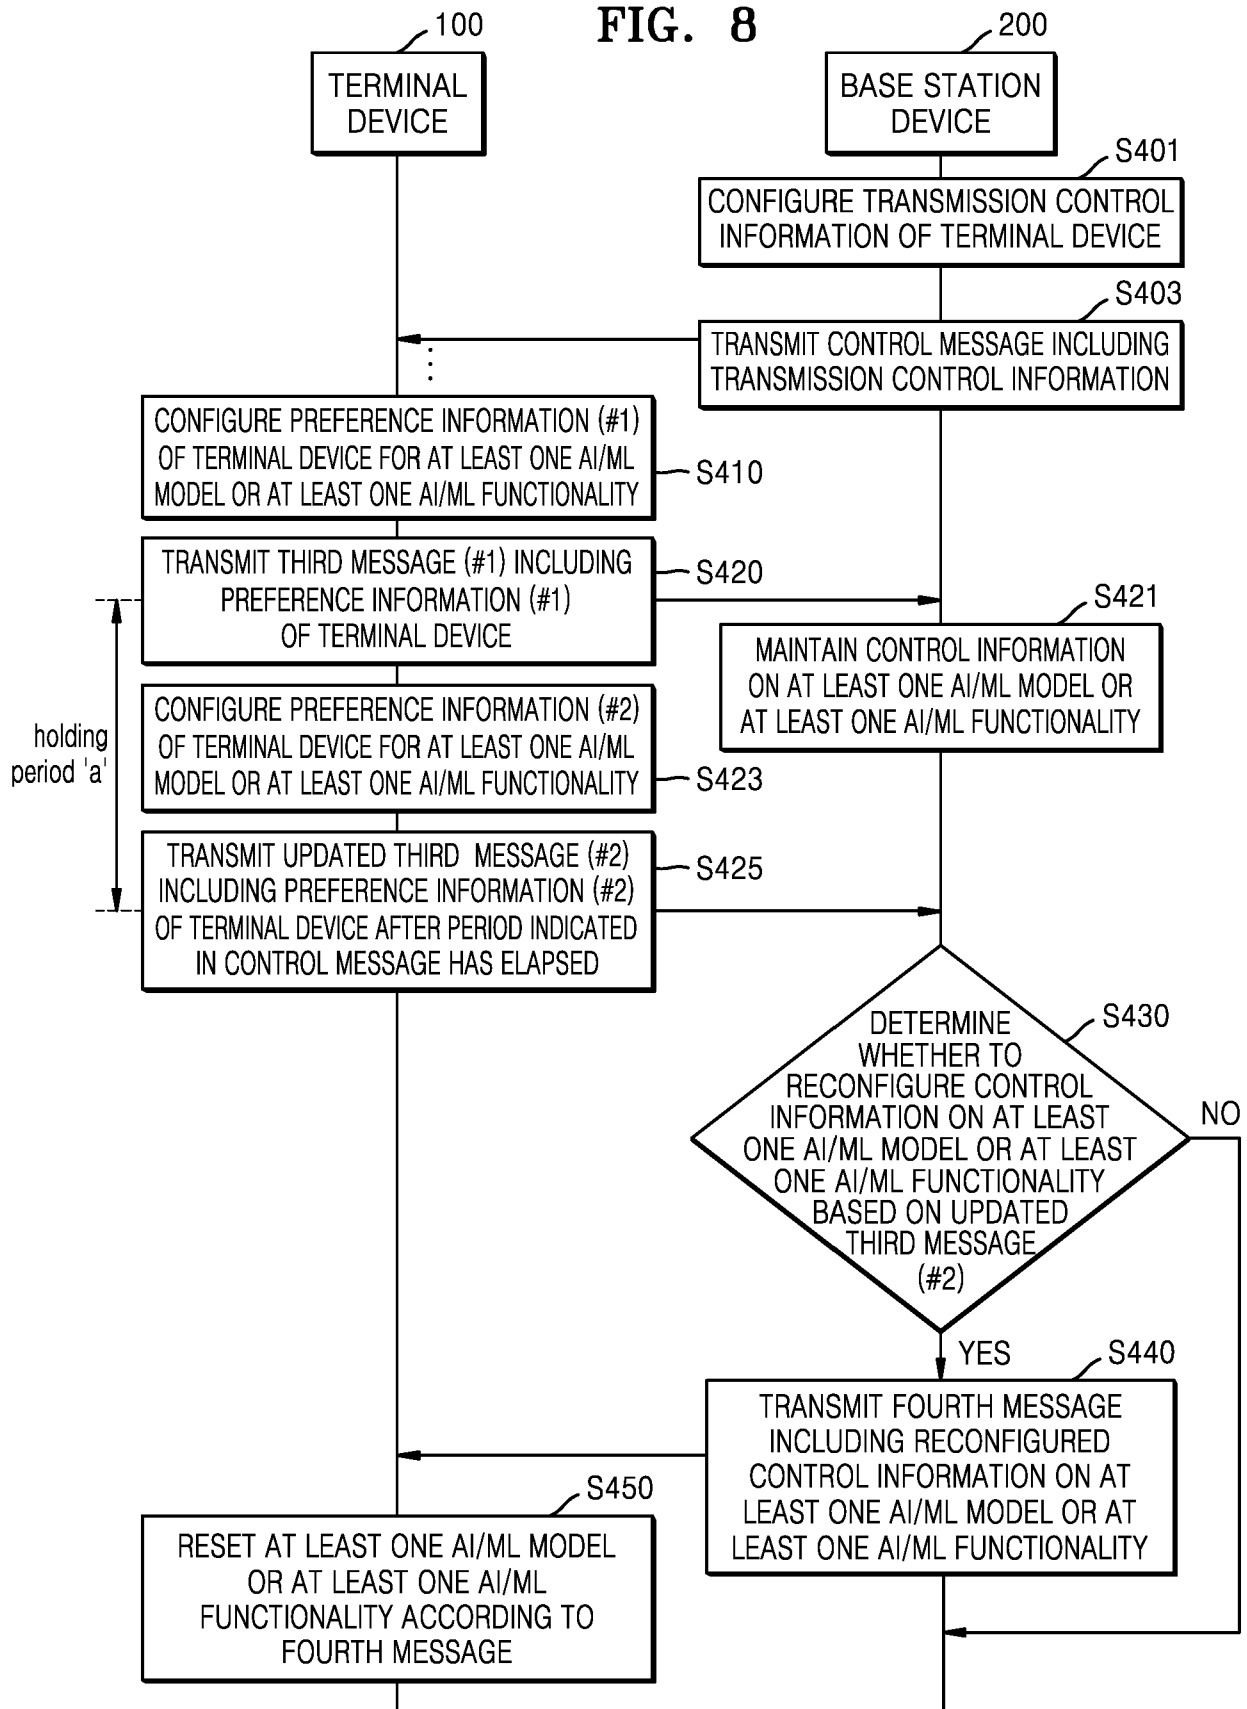 FIG. 8
100
200
TERMINAL
DEVICE
BASE STATION
DEVICE
S401
CONFIGURE TRANSMISSION CONTROL
INFORMATION OF TERMINAL DEVICE
S403
TRANSMIT CONTROL MESSAGE INCLUDING
TRANSMISSION CONTROL INFORMATION
CONFIGURE PREFERENCE INFORMATION (#1)
OF TERMINAL DEVICE FOR AT LEAST ONE AI/ML
MODEL OR AT LEAST ONE AI/ML FUNCTIONALITY
S410
TRANSMIT THIRD MESSAGE (#1) INCLUDING
PREFERENCE INFORMATION (#1)
OF TERMINAL DEVICE
S420
S421
MAINTAIN CONTROL INFORMATION
ON AT LEAST ONE AI/ML MODEL OR
AT LEAST ONE AI/ML FUNCTIONALITY
holding
period 'a'
CONFIGURE PREFERENCE INFORMATION (#2)
OF TERMINAL DEVICE FOR AT LEAST ONE AI/ML
MODEL OR AT LEAST ONE AI/ML FUNCTIONALITY
S423
TRANSMIT UPDATED THIRD MESSAGE (#2)
INCLUDING PREFERENCE INFORMATION (#2)
OF TERMINAL DEVICE AFTER PERIOD INDICATED
IN CONTROL MESSAGE HAS ELAPSED
S425
S430
DETERMINE
WHETHER TO
RECONFIGURE CONTROL
INFORMATION ON AT LEAST
ONE AI/ML MODEL OR AT LEAST
ONE AI/ML FUNCTIONALITY
BASED ON UPDATED
THIRD MESSAGE
(#2)
NO
YES
S440
TRANSMIT FOURTH MESSAGE
INCLUDING RECONFIGURED
CONTROL INFORMATION ON AT
LEAST ONE AI/ML MODEL OR AT
LEAST ONE AI/ML FUNCTIONALITY
S450
RESET AT LEAST ONE AI/ML MODEL
OR AT LEAST ONE AI/ML
FUNCTIONALITY ACCORDING TO
FOURTH MESSAGE